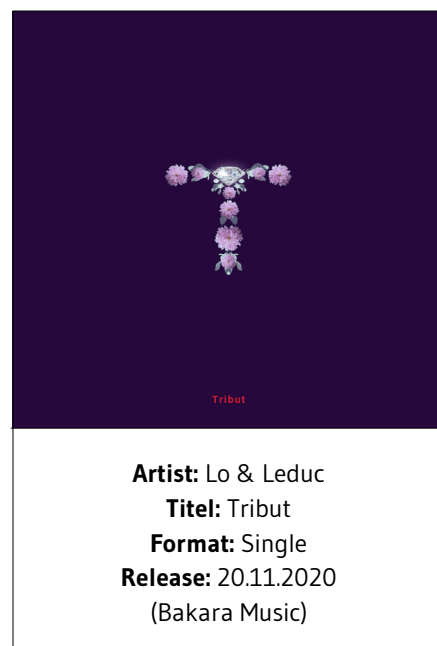 Tribut
Artist: Lo & Leduc
Titel: Tribut
Format: Single
Release: 20.11.2020
(Bakara Music)